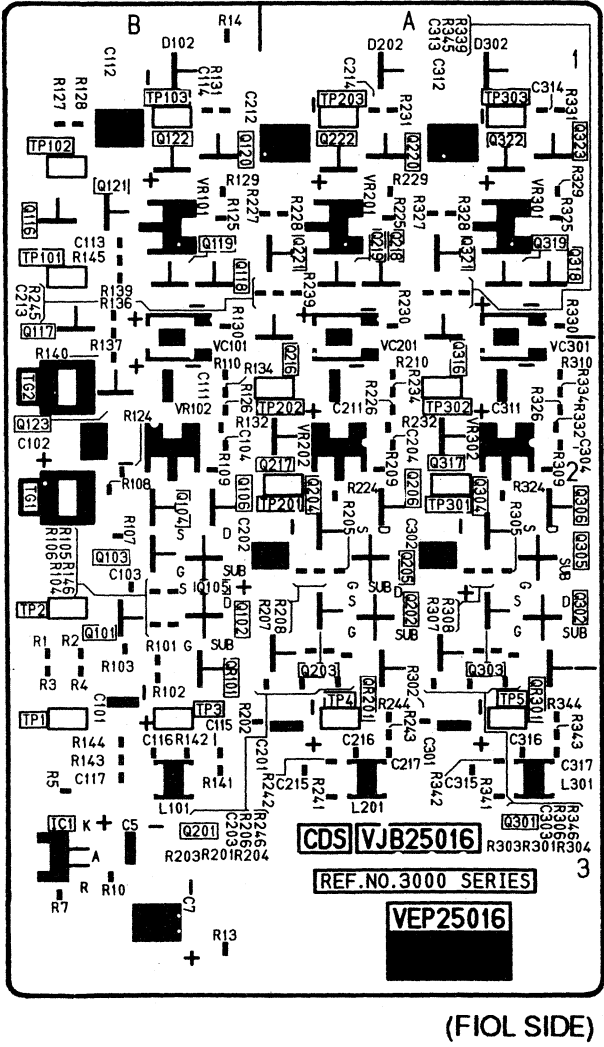 B
A
R14
D102
D202
D302
R339
R345
C313
1
C112
C114
R131
C214
C312
C314
R127
R128
TP103
C212
TP203
R231
TP303
R331
TP102
Q122
Q120
Q222
Q220
Q322
Q323
Q121
VR101
R129
VR201
R229
VR301
R329
Q116
R125
R227
R228
R225
R327
R328
R325
C113
R145
Q119
Q221
Q219
Q218
Q321
Q319
TP101
Q118
Q318
R139
R136
R239
R245
C213
Q117
R137
R130
R230
R330
VC101
VC201
VC301
R140
R110
R134
Q216
R210
Q316
R310
TG2
C111
R126
TP202
C211
R226
R234
TP302
C311
R326
R334
Q123
R124
VR102
R132
VR202
R232
VR302
R332
C102
C104
C204
C304
R109
Q217
R209
Q317
R309
2
TG1
R108
Q104
Q106
TP201
Q204
R224
Q206
TP301
Q304
R324
Q306
R107
S
D
C202
R205
S
C302
R305
S
D
Q305
R106
R105
Q103
G
SUB
Q205
SUB
R104
R146
C103
S
IQ105
D
G
SUB
D
G
TP2
Q101
Q102
R207
R208
S
Q202
R307
R308
S
D
Q302
G
SUB
G
SUB
G
SUB
R1
R2
R103
R101
Q203
Q303
R3
R4
R102
QR101
R302
C101
TP1
TP3
C115
R202
TP4
QR201
R244
TP5
QR301
R344
R144
C116
R142
C216
R243
C301
C316
R343
R143
C201
C217
C317
C117
R141
R242
C215
R342
C315
R5
L101
R241
L201
R341
L301
IC1
K
C5
Q201
R206
C203
R246
CDS
VJB25016
Q301
C303
R306
R346
A
R203
R201
R204
R303
R301
R304
R
R10
REF.NO.3000 SERIES
3
R7
C7
VEP25016
R13
(FIOL SIDE)